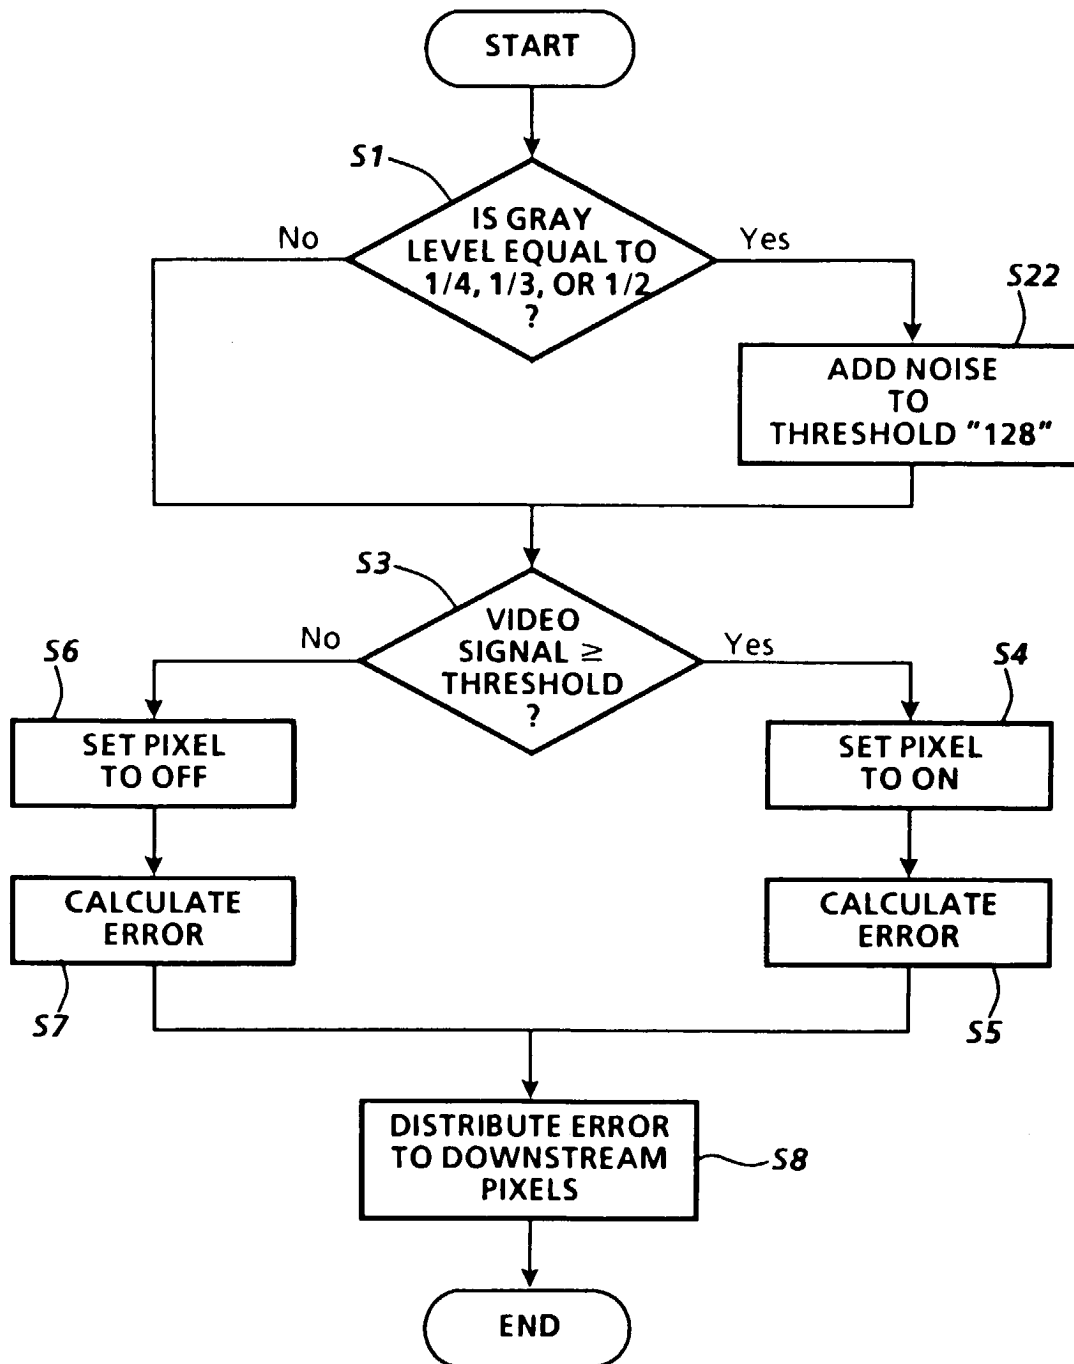 START
S1
IS GRAY
LEVEL EQUAL TO
1/4, 1/3, OR 1/2
?
No
Yes
S22
ADD NOISE
TO
THRESHOLD "128"
S3
VIDEO
SIGNAL ≧
THRESHOLD
?
No
Yes
S6
SET PIXEL
TO OFF
S4
SET PIXEL
TO ON
CALCULATE
ERROR
S7
CALCULATE
ERROR
S5
DISTRIBUTE ERROR
TO DOWNSTREAM
PIXELS
S8
END